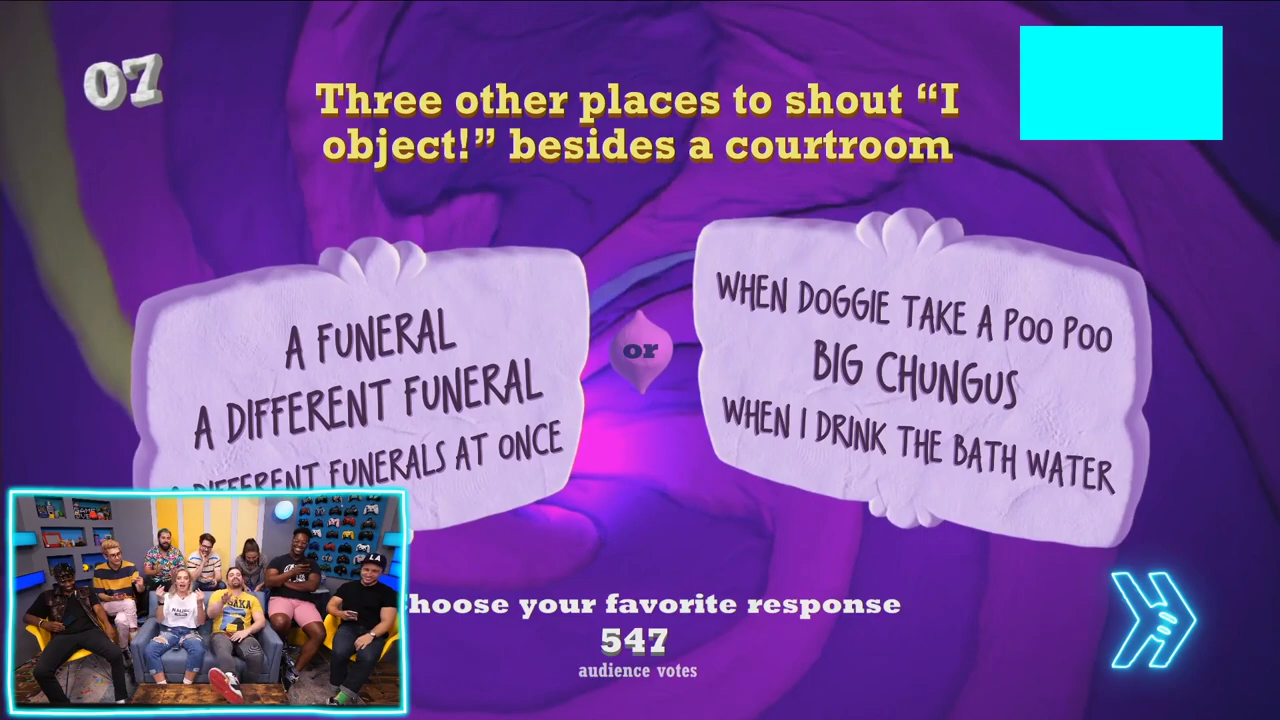 07
Three other places to shout “I
object!” besides a courtroom
A FUNERAL
A DIFFERENT FUNERAL
DIFFERENT FUNERALS AT ONCE
or
WHEN DOGGIE TAKE A POO POO
BIG CHUNGUS
WHEN I DRINK THE BATH WATER
hoose your favorite response
547
audience votes
LA